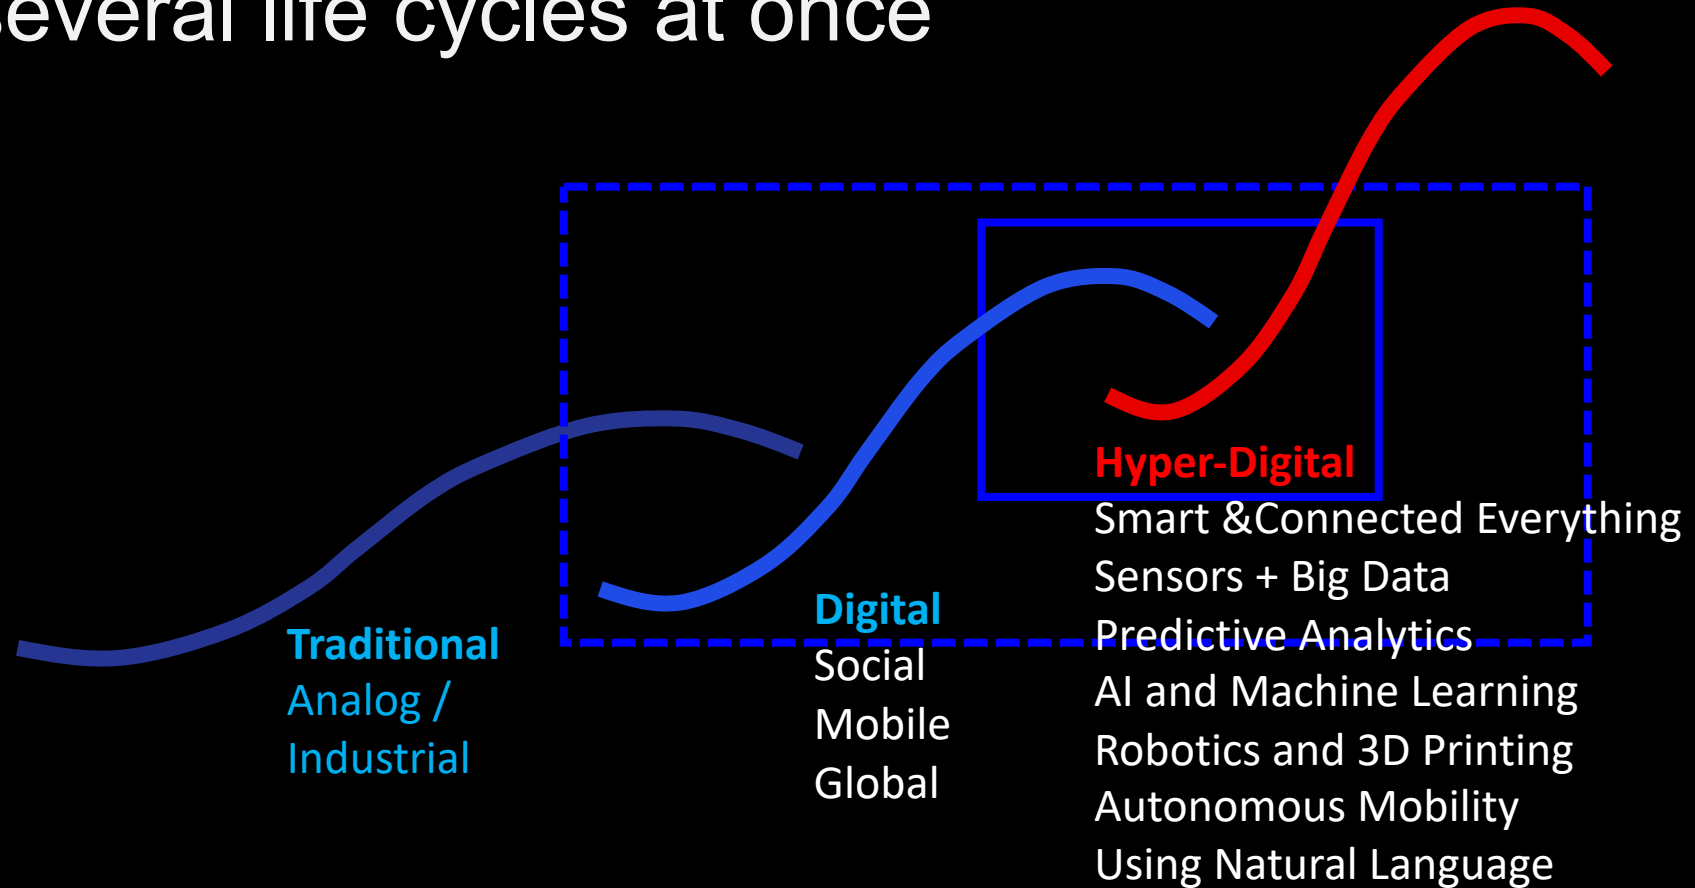 several life cycles at once
Traditional
Analog /
Industrial
Digital
Social
Mobile
Global
Hyper-Digital
Smart &Connected Everything
Sensors + Big Data
Predictive Analytics
AI and Machine Learning
Robotics and 3D Printing
Autonomous Mobility
Using Natural Language